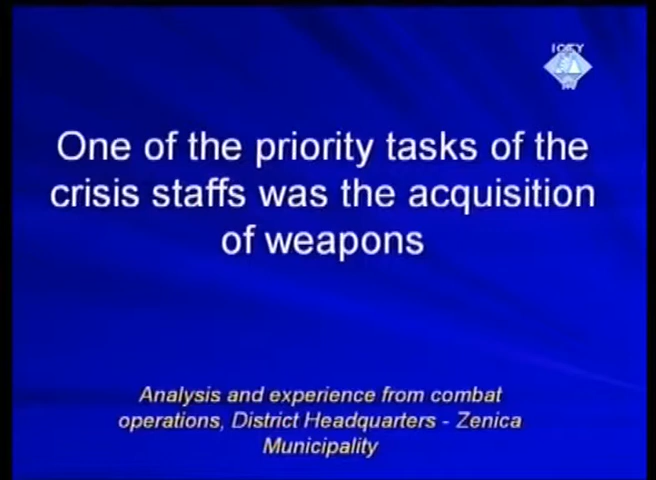 ICTY
One of the priority tasks of the
crisis staffs was the acquisition
of weapons
Analysis and experience from combat
operations, District Headquarters - Zenica
Municipality